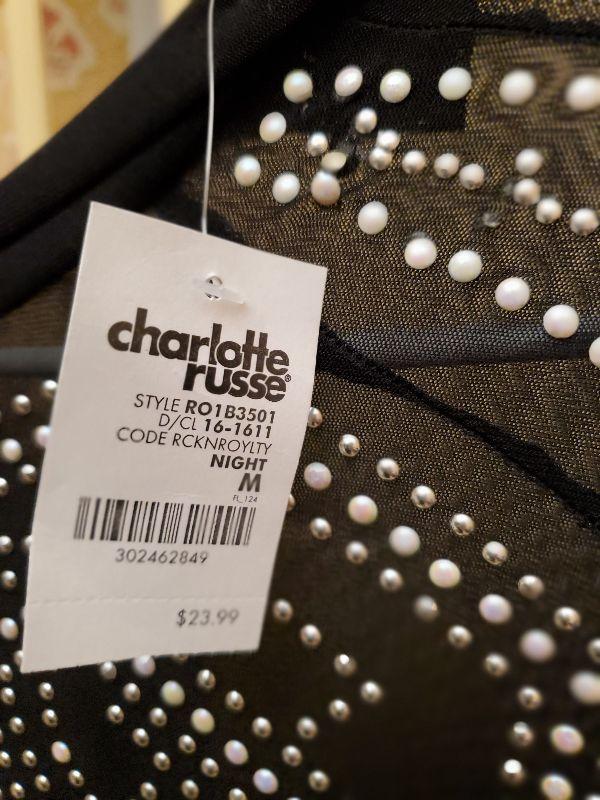 charlotte
russe®
STYLE RO1B3501
D/CL 16-1611
CODE RCKNROYLTY
NIGHT
M
FL_124
302462849
$23.99